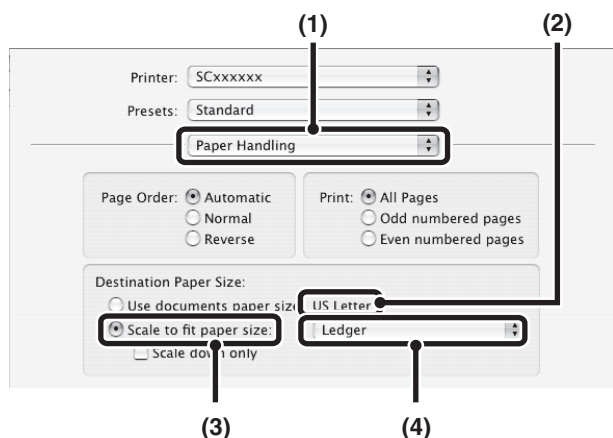 (1) (2)
Printer: SCxxxxxx
Presets: Standard
Paper Handling
Page Order: Automatic Print: All Pages
Normal Odd numbered pages
Reverse Even numbered pages
Destination Paper Size:
Use documents paper size US Letter
Scale to fit paper size: Ledger
Scale down only
(3) (4)